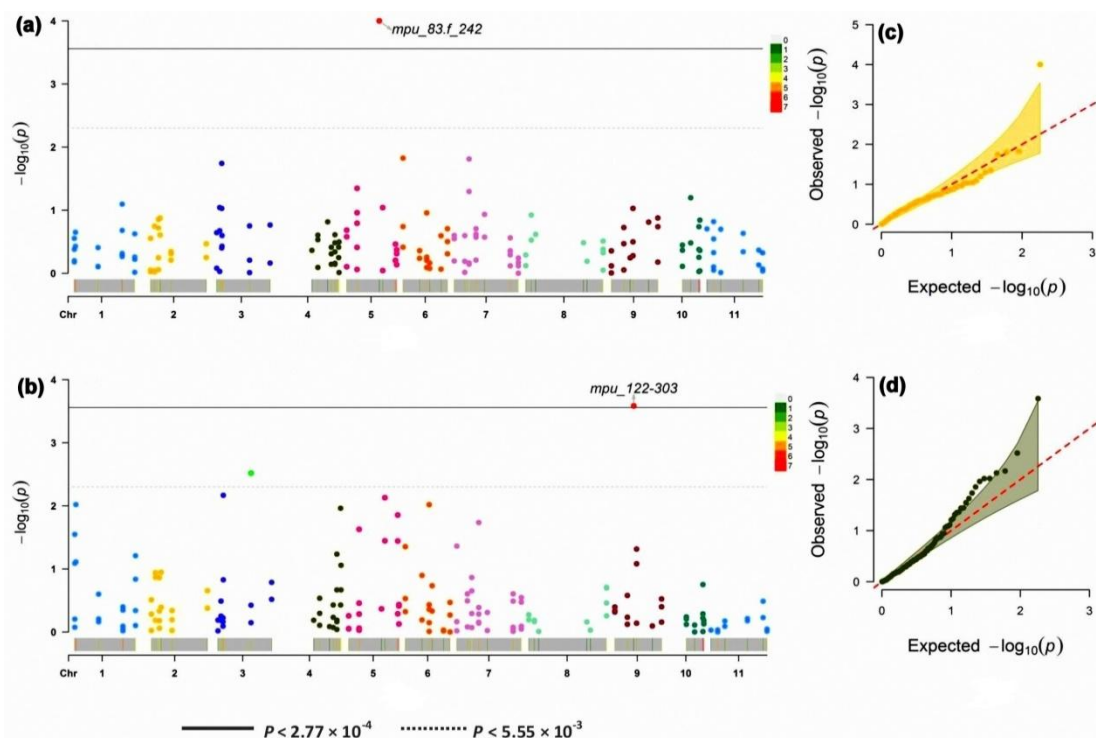 (a)
mpu_83.f_242
−log10(p)
4
4
3
2
1
0
0
1
2
3
4
5
6
7
Chr 1 2 3 4 5 6 7 8 9 10 11
(c)
Observed −log10(p)
5
4
3
2
1
0
0 1 2 3
Expected −log10(p)
(b)
mpu_122-303
−log10(p)
4
4
3
2
1
0
0
1
2
3
4
5
6
7
Chr 1 2 3 4 5 6 7 8 9 10 11
(d)
Observed −log10(p)
4
3
2
1
0
0 1 2 3
Expected −log10(p)
P < 2.77 × 10⁻⁴ P < 5.55 × 10⁻³